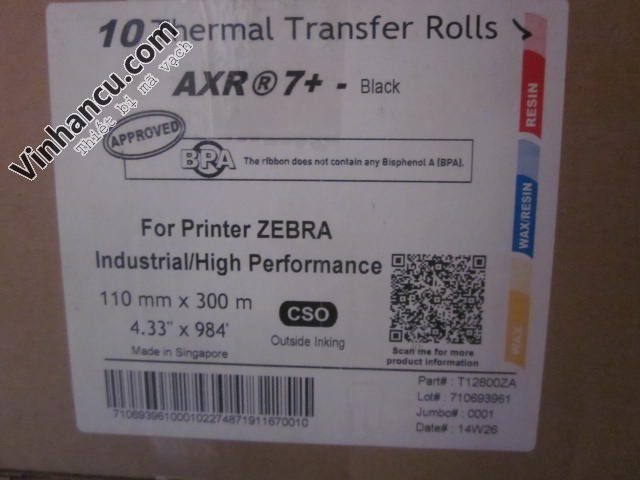 10 Thermal Transfer Rolls
AXR®7+ - Black
APPROVED
BPA
The ribbon does not contain any Bisphenol A (BPA).
For Printer ZEBRA
Industrial/High Performance
110 mm x 300 m
4.33" x 984'
Made in Singapore
CSO
Outside Inking
Scan me for more
product information
710693961000102274871911670010
Part# : T12800ZA
Lot# : 710693961
Jumbo# : 0001
Date# : 14W26
RESIN
WAX/RESIN
WAX
Vinhancu.com
Thiết bị mã vạch